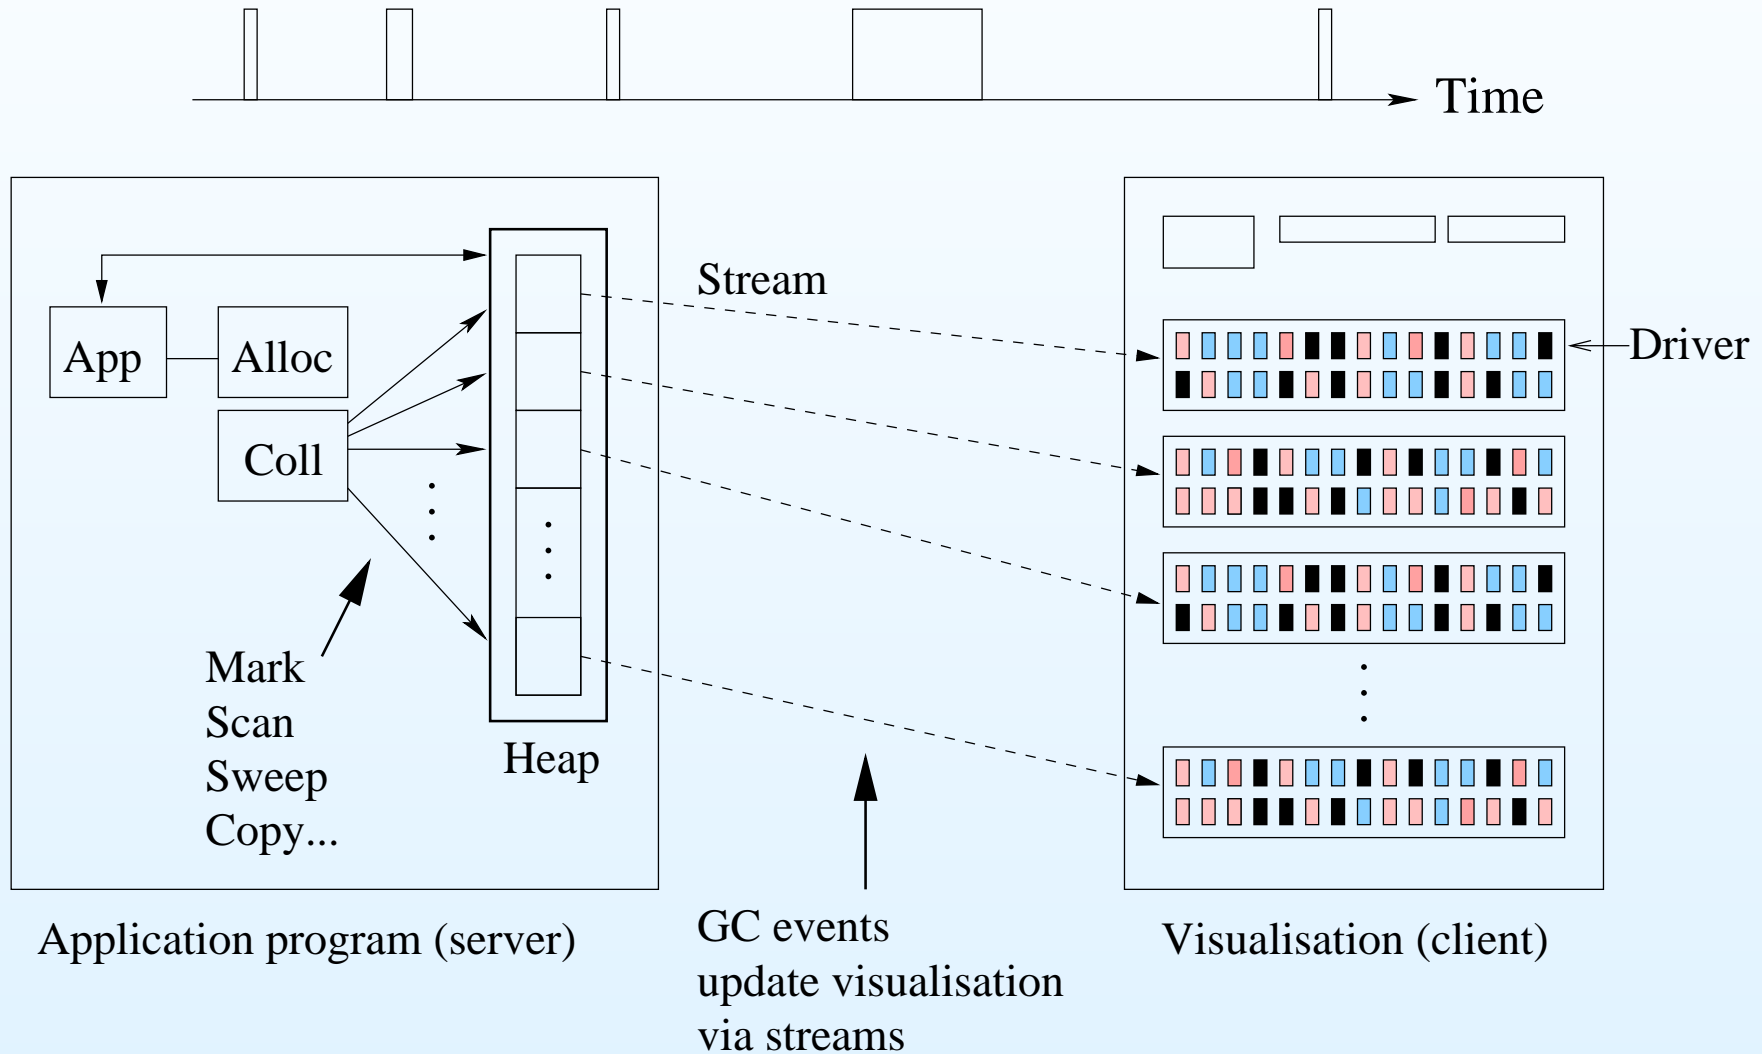 Time
Stream
App
Alloc
Driver
Coll
Mark
Scan
Sweep
Copy...
Heap
Application program (server)
GC events
update visualisation
via streams
Visualisation (client)